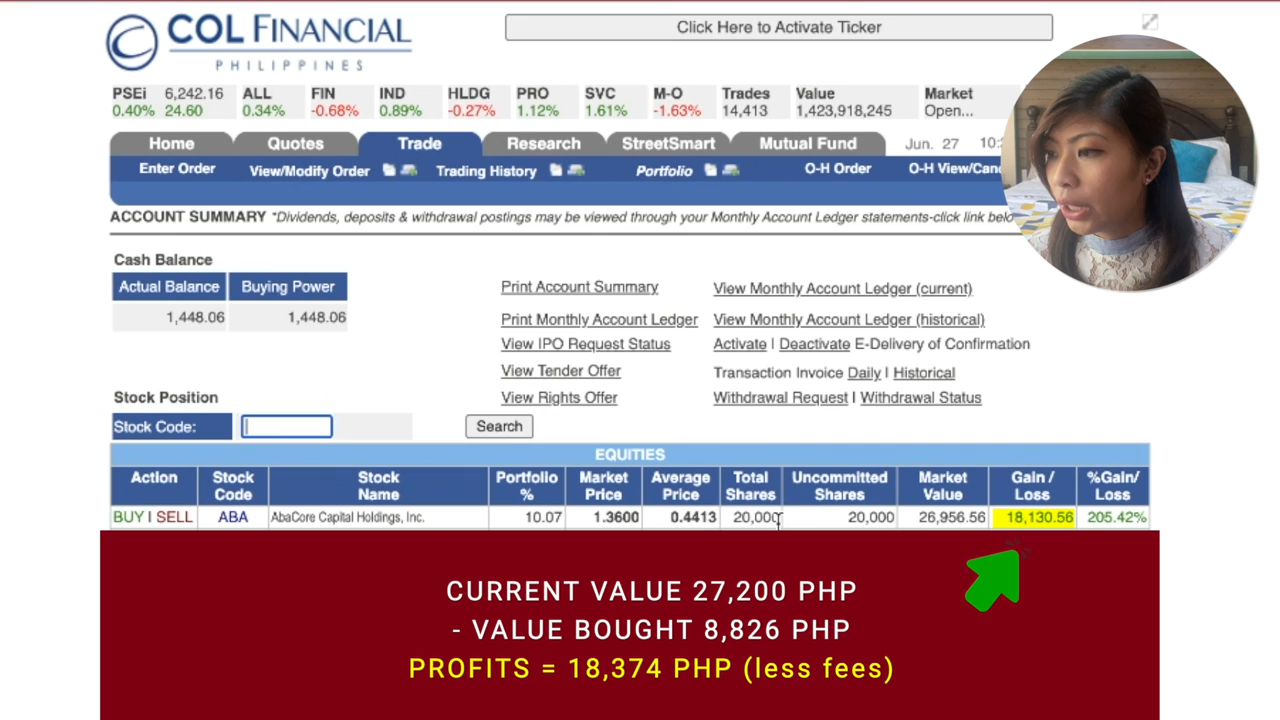 COL FINANCIAL
PHILIPPINES
Click Here to Activate Ticker
PSEi 6,242.16 ALL FIN IND HLDG PRO SVC M-O Trades Value Market
0.40% 24.60 0.34% -0.68% 0.89% -0.27% 1.12% 1.61% -1.63% 14,413 1,423,918,245 Open...
Home Quotes Trade Research StreetSmart Mutual Fund Jun. 27
Enter Order View/Modify Order Trading History Portfolio O-H Order O-H
ACCOUNT SUMMARY *Dividends, deposits & withdrawal postings may be viewed through your Monthly Account Ledger statements-click link
Cash Balance
Actual Balance Buying Power
1,448.06 1,448.06
Print Account Summary View Monthly Account Ledger (current)
Print Monthly Account Ledger View Monthly Account Ledger (historical)
View IPO Request Status Activate | Deactivate E-Delivery of Confirmation
View Tender Offer Transaction Invoice Daily | Historical
View Rights Offer Withdrawal Request | Withdrawal Status
Stock Position
Stock Code: Search
EQUITIES
Action Stock Code Stock Name Portfolio % Market Price Average Price Total Shares Uncommitted Shares Market Value Gain / Loss %Gain/ Loss
BUY | SELL ABA AbaCore Capital Holdings, Inc. 10.07 1.3600 0.4413 20,000 20,000 26,956.56 18,130.56 205.42%
CURRENT VALUE 27,200 PHP
- VALUE BOUGHT 8,826 PHP
PROFITS = 18,374 PHP (less fees)